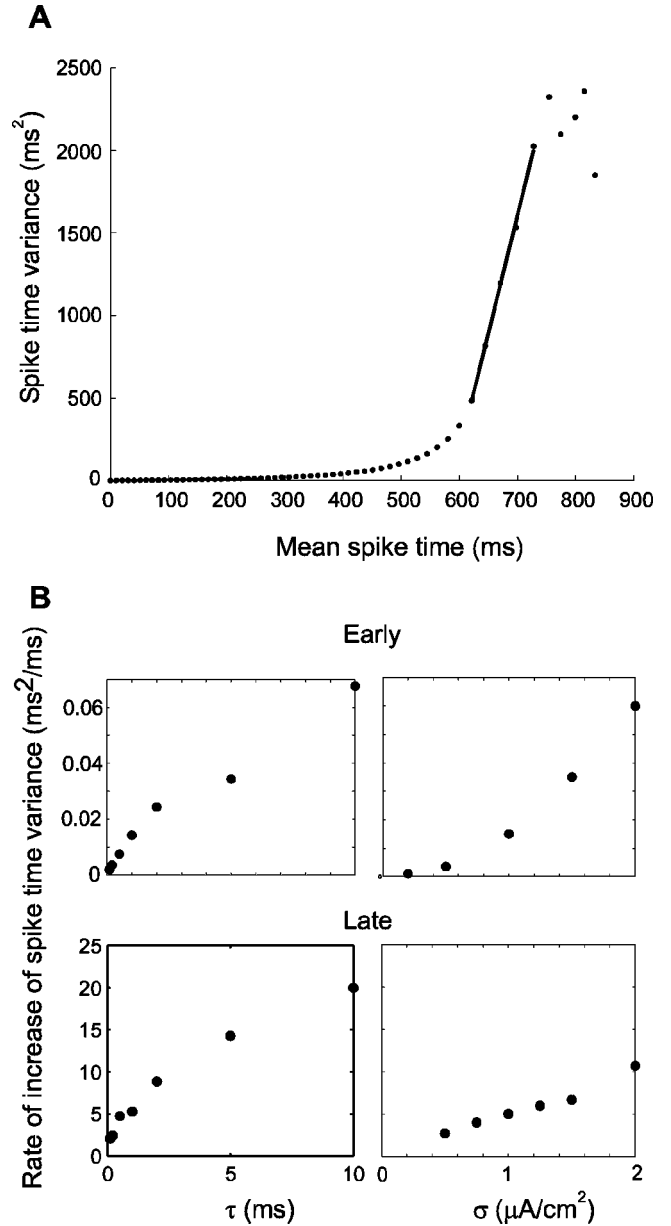 A
Spike time variance (ms²)
2500
2000
1500
1000
500
0
0 100 200 300 400 500 600 700 800 900
Mean spike time (ms)
B
Rate of increase of spike time variance (ms²/ms)
Early
0.06
0.04
0.02
0
0
Late
25
20
15
10
5
0
0 5 10
τ (ms)
0 1 2
σ (μA/cm²)